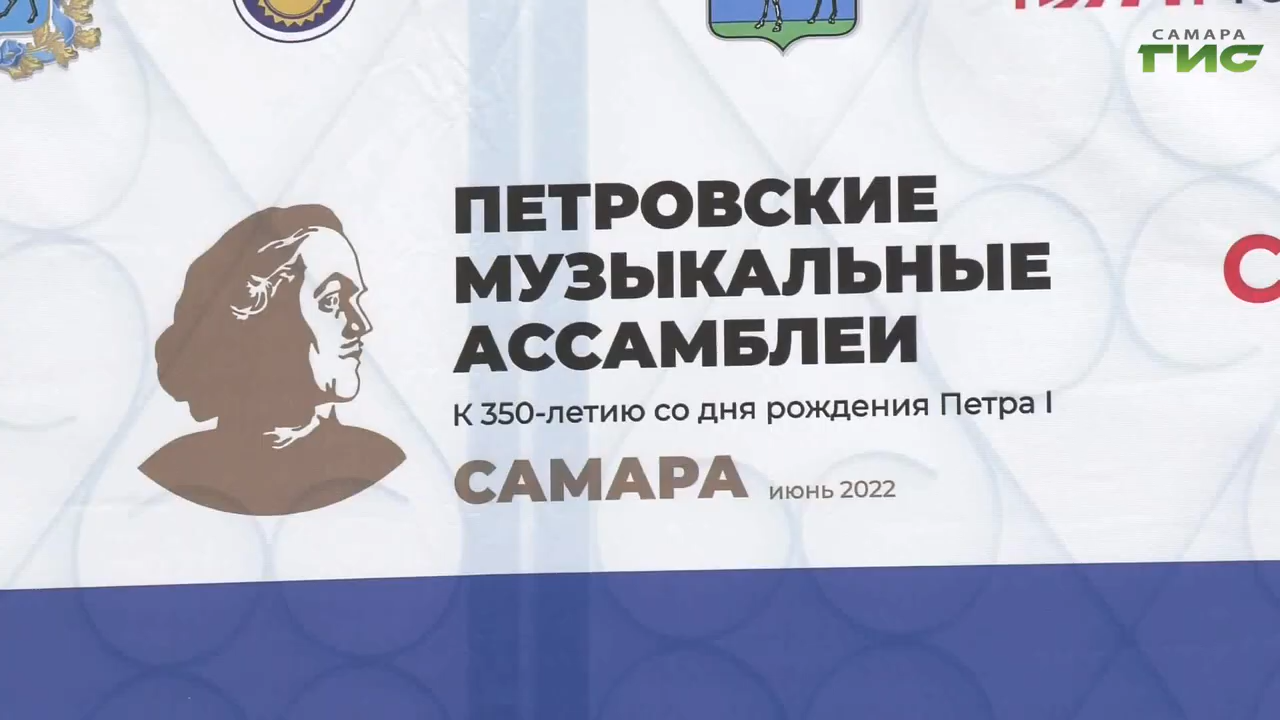 САМАРА
ГИС
ПЕТРОВСКИЕ
МУЗЫКАЛЬНЫЕ
АССАМБЛЕИ
К 350-летию со дня рождения Петра I
САМАРА июнь 2022